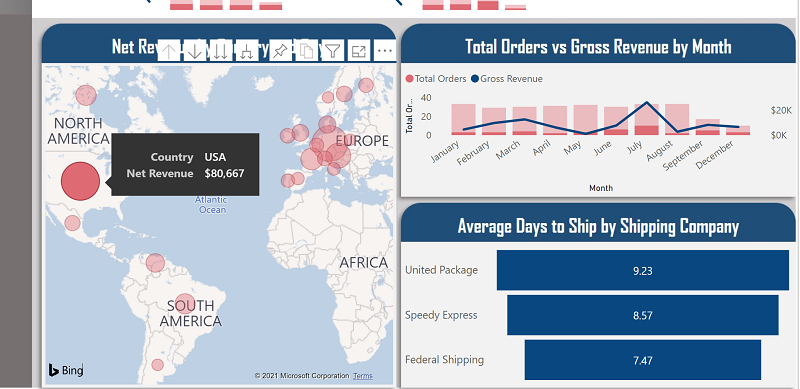 Net Re
Total Orders vs Gross Revenue by Month
Total Orders
Gross Revenue
Total Or...
40
20
0
$20K
$0K
January
February
March
April
May
June
July
August
September
December
Month
NORTH
AMERICA
EUROPE
Country USA
Net Revenue $80,667
Atlantic
Ocean
AFRICA
SOUTH
AMERICA
Bing
© 2021 Microsoft Corporation Terms
Average Days to Ship by Shipping Company
United Package 9.23
Speedy Express 8.57
Federal Shipping 7.47